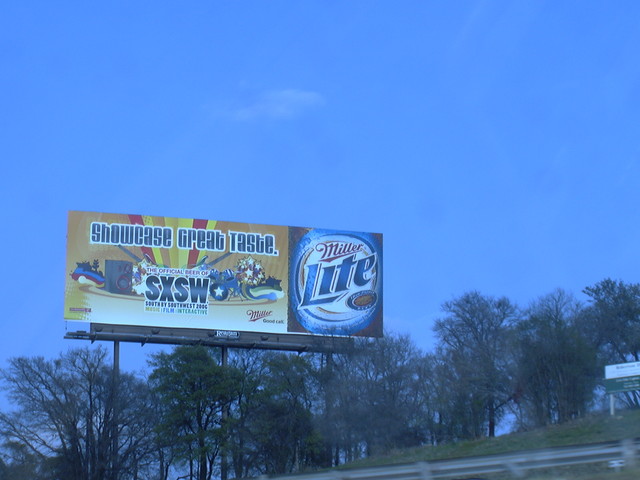 Showcase Great Taste.
THE OFFICIAL BEER OF
SXSW
SOUTH BY SOUTHWEST 2006
MUSIC FILM INTERACTIVE
Miller
Good call.
Miller
Lite